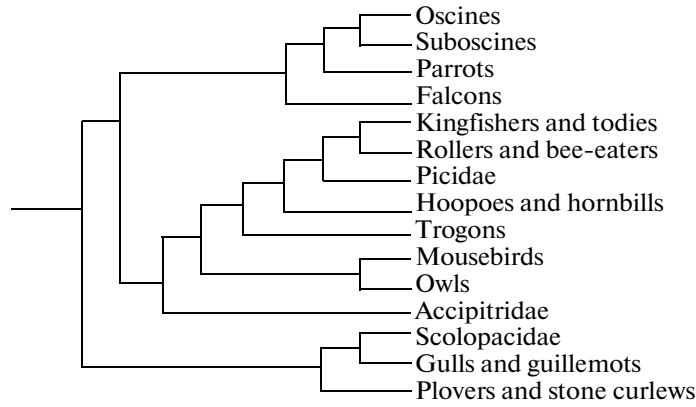 Oscines
Suboscines
Parrots
Falcons
Kingfishers and todies
Rollers and bee-eaters
Picidae
Hoopoes and hornbills
Trogons
Mousebirds
Owls
Accipitridae
Scolopacidae
Gulls and guillemots
Plovers and stone curlews